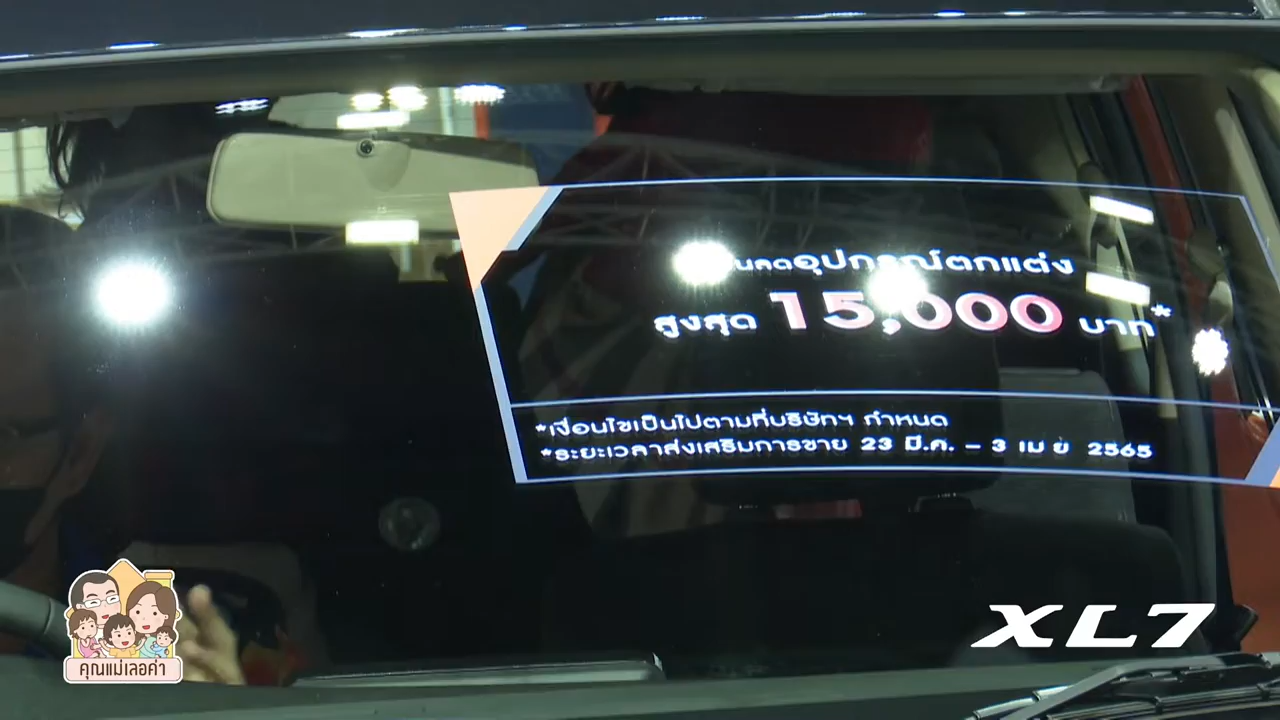 อุปกรณ์ตกแต่ง
สูงสุด 15,000 บาท*
*เงื่อนไขเป็นไปตามที่บริษัทฯ กำหนด
*ระยะเวลาส่งเสริมการขาย 23 มี.ค. – 3 เม ย 2565
XL7
คุณแม่เลอค่า